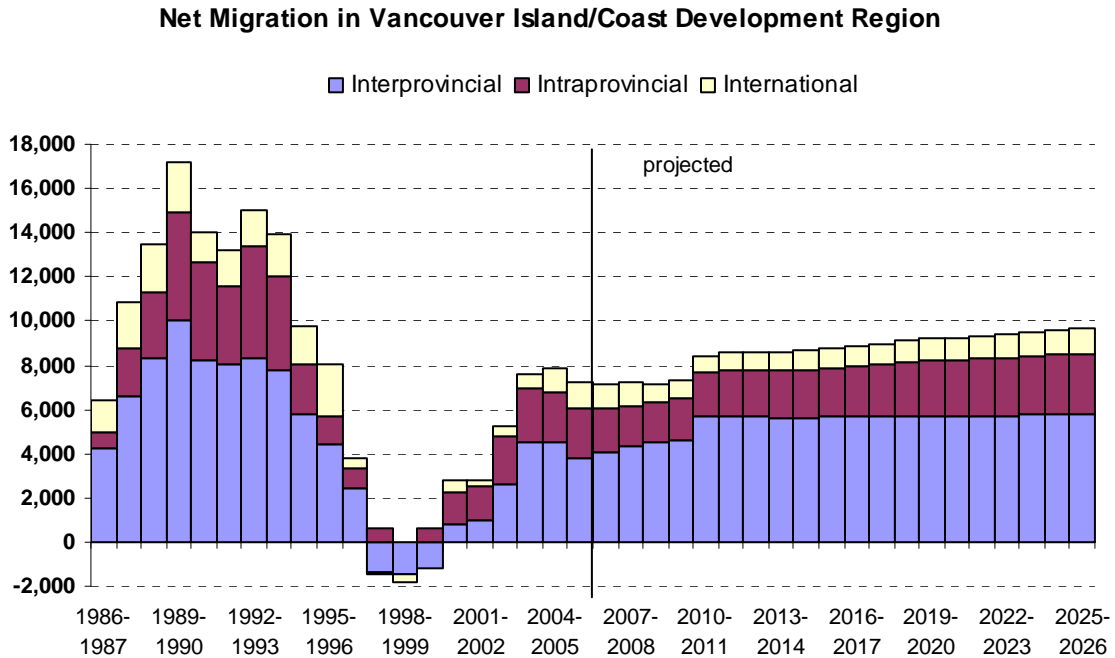 Net Migration in Vancouver Island/Coast Development Region
Interprovincial Intraprovincial International
18,000
projected
16,000
14,000
12,000
10,000
8,000
6,000
4,000
2,000
0
-2,000
1986- 1989- 1992- 1995- 1998- 2001- 2004- 2007- 2010- 2013- 2016- 2019- 2022- 2025-
1987 1990 1993 1996 1999 2002 2005 2008 2011 2014 2017 2020 2023 2026